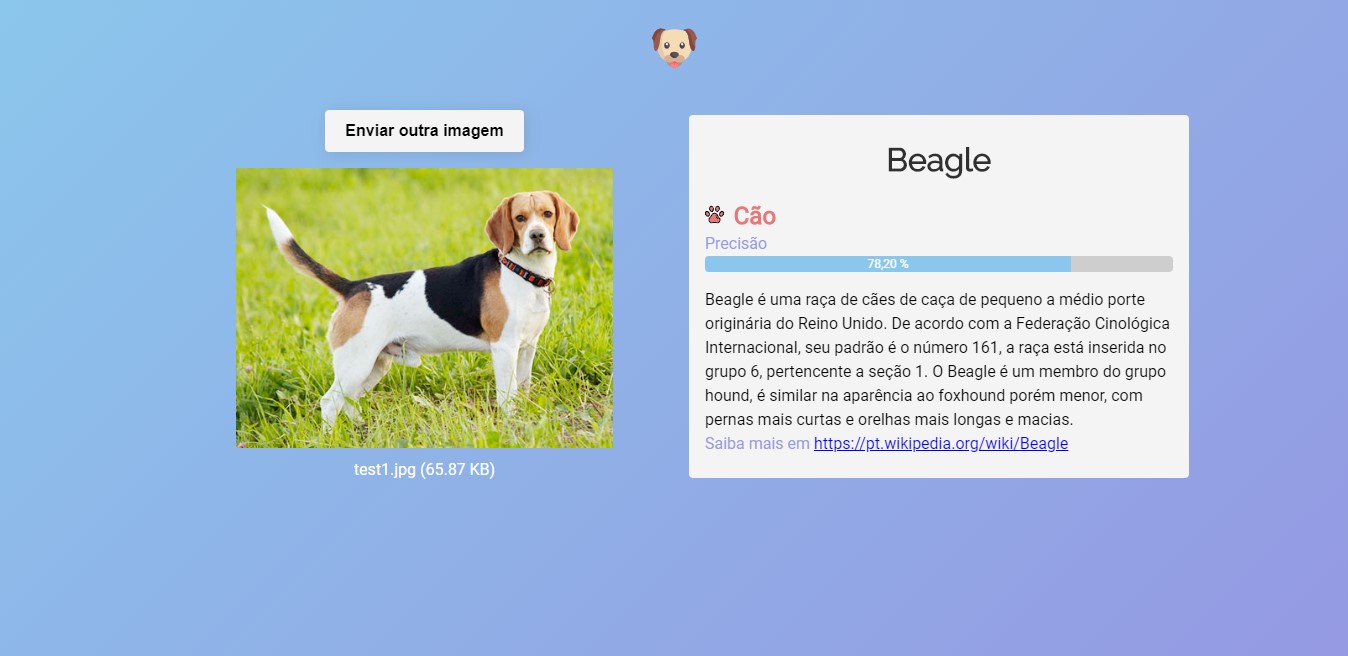 Enviar outra imagem
test1.jpg (65.87 KB)
Beagle
Cão
Precisão
78,20 %
Beagle é uma raça de cães de caça de pequeno a médio porte
originária do Reino Unido. De acordo com a Federação Cinológica
Internacional, seu padrão é o número 161, a raça está inserida no
grupo 6, pertencente a seção 1. O Beagle é um membro do grupo
hound, é similar na aparência ao foxhound porém menor, com
pernas mais curtas e orelhas mais longas e macias.
Saiba mais em https://pt.wikipedia.org/wiki/Beagle